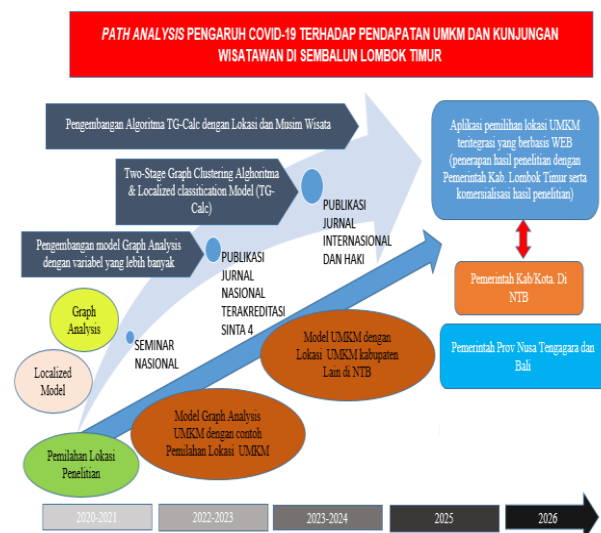 PATH ANALYSIS PENGARUH COVID-19 TERHADAP PENDAPATAN UMKM DAN KUNJUNGAN
WISATAWAN DI SEMBALUN LOMBOK TIMUR
Pengembangan Algoritma TG-Calc dengan Lokasi dan Musim Wisata
Two-Stage Graph Clustering Alghoritma
& Localized classitication Model (TG-
Calc)
Pengembangan model Graph Analysis
dengan variabel yang lebih banyak
Graph
Analysis
Localized
Model
Pemilahan Lokasi
Penelitian
SEMINAR
NASIONAL
PUBLIKASI
JURNAL
NASIONAL
TERAKREDITASI
SINTA 4
PUBLIKASI
JURNAL
INTERNASIONAL
DAN HAKI
Model Graph Analysis
UMKM dengan contoh
Pemilahan Lokasi UMKM
Model UMKM dengan
Lokasi UMKM kabupaten
Lain di NTB
Aplikasi pemilihan lokasi UMKM
teritegrasi yang berbasis WEB
(penerapan hasil penelitian dengan
Pemerintah Kab. Lombok Timur serta
komersialisasi hasil penelitian)
Pemerintah Kab/Kota. Di
NTB
Pemerintah Prov Nusa Tengagara dan
Bali
2020-2021
2022-2023
2023-2024
2025
2026